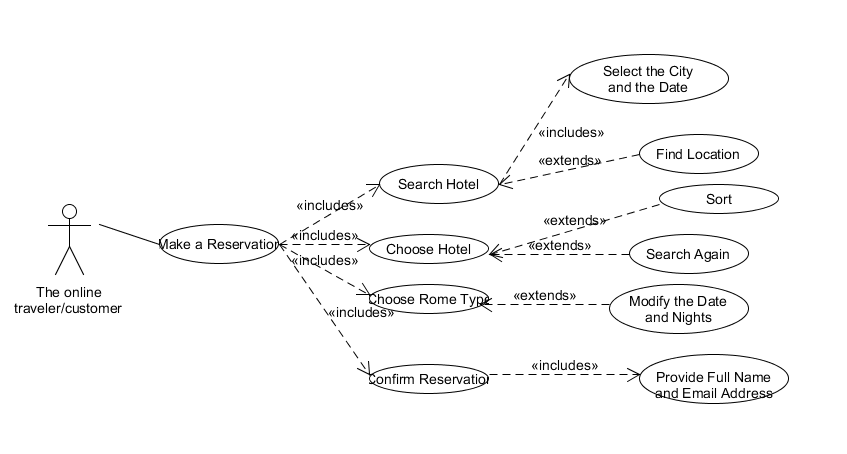 Select the City
and the Date
«includes»
Find Location
«extends»
Search Hotel
Sort
«includes»
«extends»
Make a Reservation
«includes»
Choose Hotel
«extends»
Search Again
«includes»
The online
traveler/customer
Choose Rome Type
«extends»
Modify the Date
and Nights
«includes»
Confirm Reservation
«includes»
Provide Full Name
and Email Address